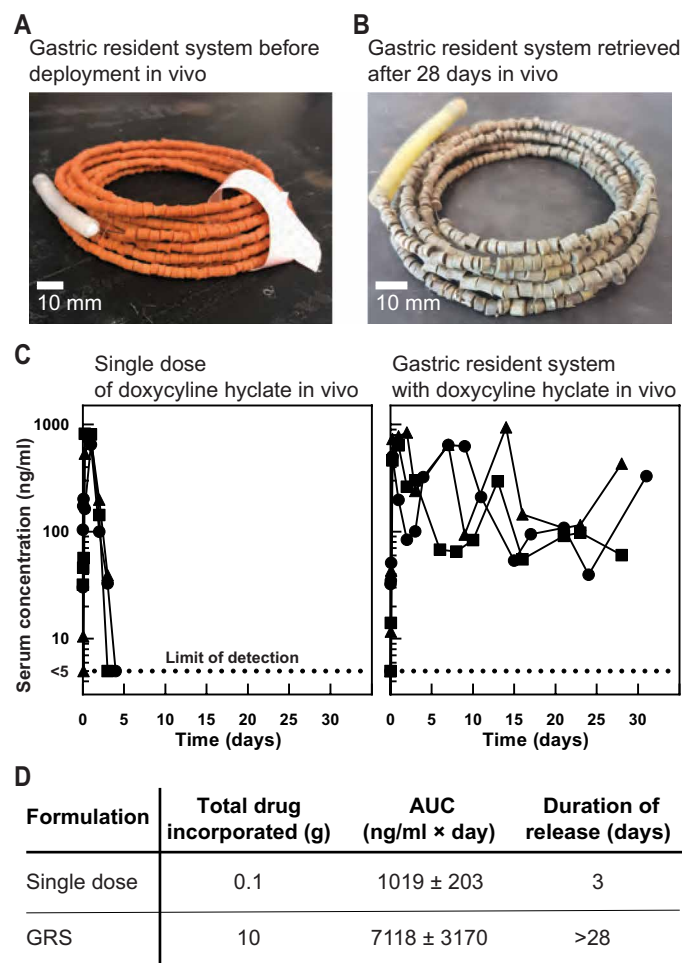 A
Gastric resident system before
deployment in vivo
B
Gastric resident system retrieved
after 28 days in vivo
10 mm
10 mm
C
Single dose
of doxycyline hyclate in vivo
Gastric resident system
with doxycyline hyclate in vivo
Serum concentration (ng/ml)
1000
100
10
<5
Limit of detection
0 5 10 15 20 25 30
Time (days)
0 5 10 15 20 25 30
Time (days)
D
Formulation
Total drug
incorporated (g)
AUC
(ng/ml × day)
Duration of
release (days)
Single dose 0.1 1019 ± 203 3
GRS 10 7118 ± 3170 >28